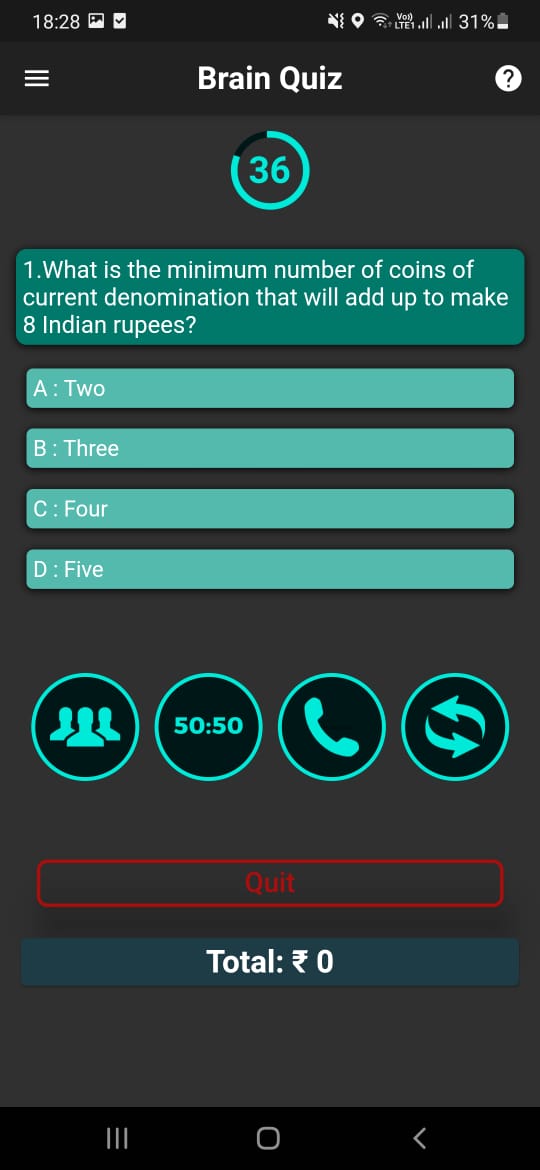 18:28 Vo)) LTE1 31%
Brain Quiz ?
36
1.What is the minimum number of coins of
current denomination that will add up to make
8 Indian rupees?
A : Two
B : Three
C : Four
D : Five
50:50
Quit
Total: ₹ 0